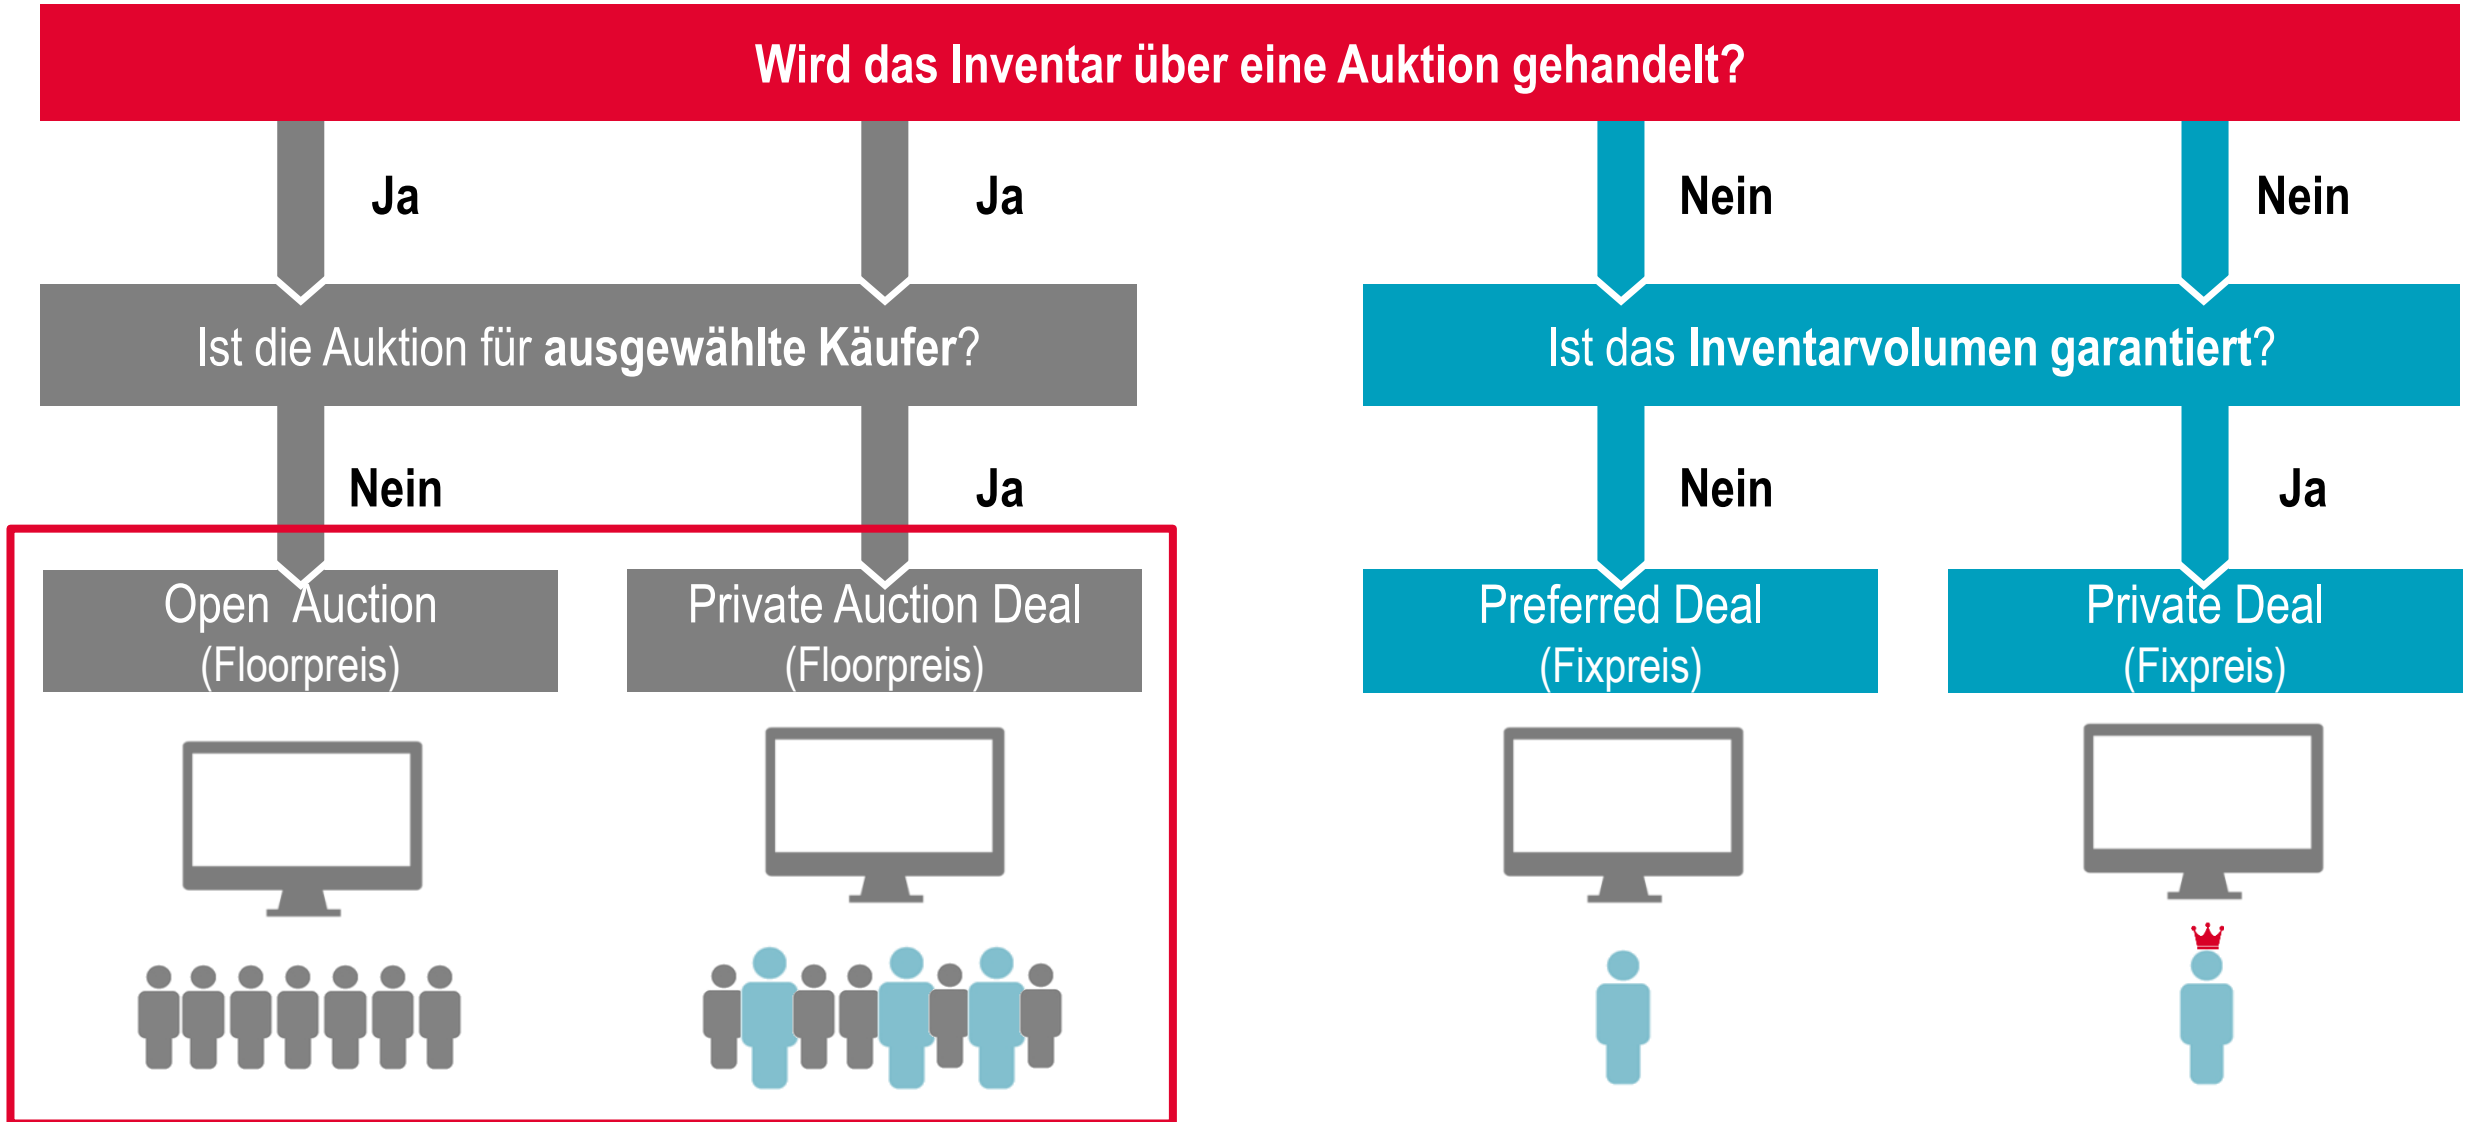 Wird das Inventar über eine Auktion gehandelt?
Ja
Ja
Nein
Nein
Ist die Auktion für ausgewählte Käufer?
Ist das Inventarvolumen garantiert?
Nein
Ja
Nein
Ja
Open Auction
(Floorpreis)
Private Auction Deal
(Floorpreis)
Preferred Deal
(Fixpreis)
Private Deal
(Fixpreis)